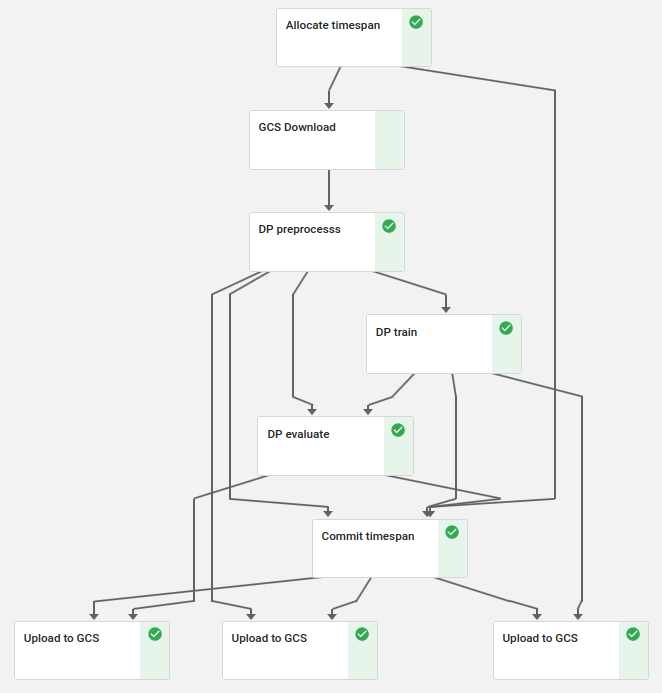 Allocate timespan
GCS Download
DP preprocesss
DP train
DP evaluate
Commit timespan
Upload to GCS
Upload to GCS
Upload to GCS